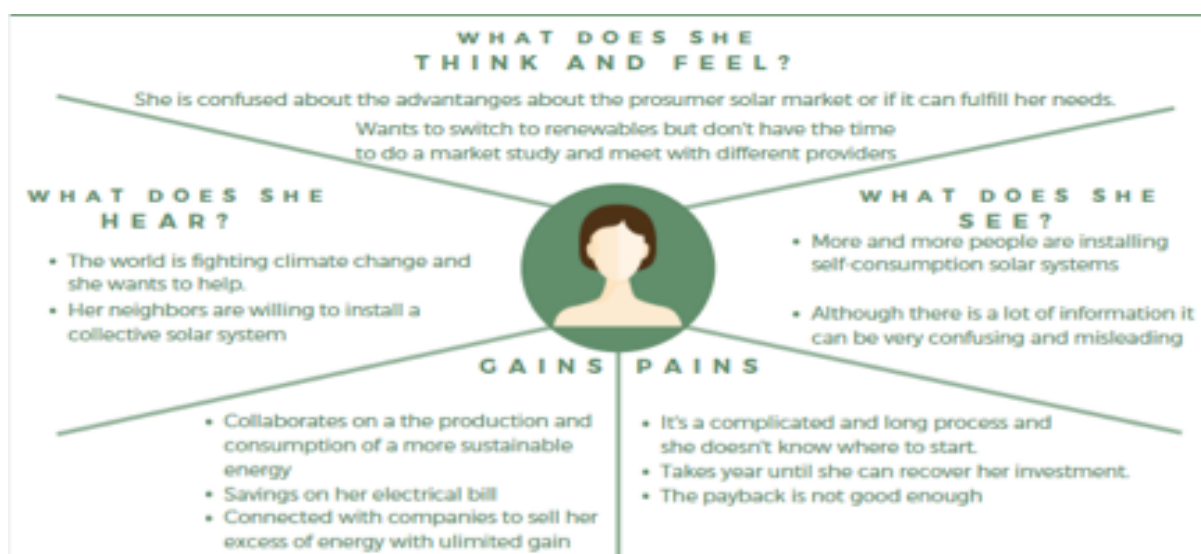 WHAT DOES SHE
THINK AND FEEL?
She is confused about the advantanges about the prosumer solar market or if it can fulfill her needs.
Wants to switch to renewables but don't have the time
to do a market study and meet with different providers
WHAT DOES SHE
HEAR?
• The world is fighting climate change and
she wants to help.
• Her neighbors are willing to install a
collective solar system
WHAT DOES SHE
SEE?
• More and more people are installing
self-consumption solar systems
• Although there is a lot of information it
can be very confusing and misleading
GAINS
• Collaborates on a the production and
consumption of a more sustainable
energy
• Savings on her electrical bill
• Connected with companies to sell her
excess of energy with ulimited gain
PAINS
• It's a complicated and long process and
she doesn't know where to start.
• Takes year until she can recover her investment.
• The payback is not good enough